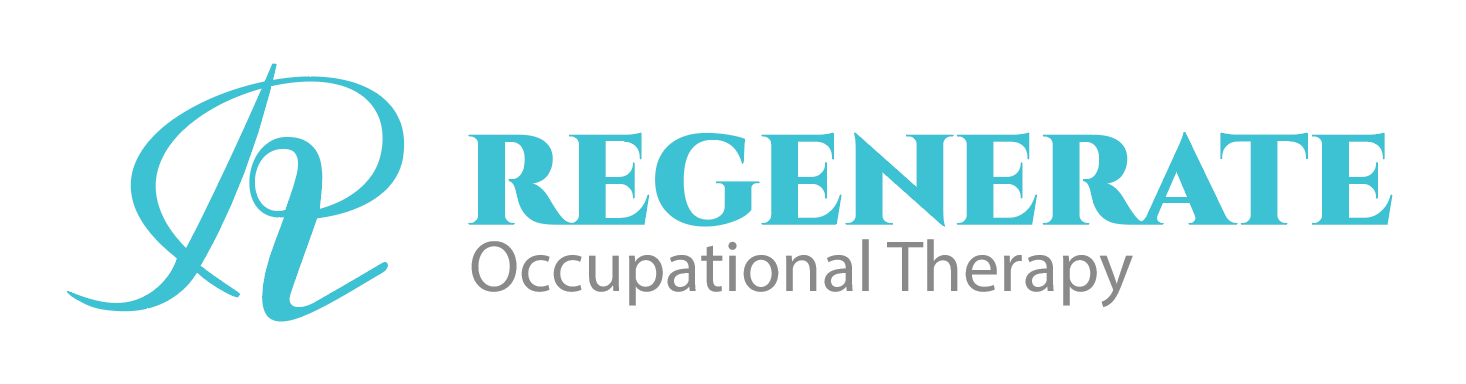 R
REGENERATE
Occupational Therapy